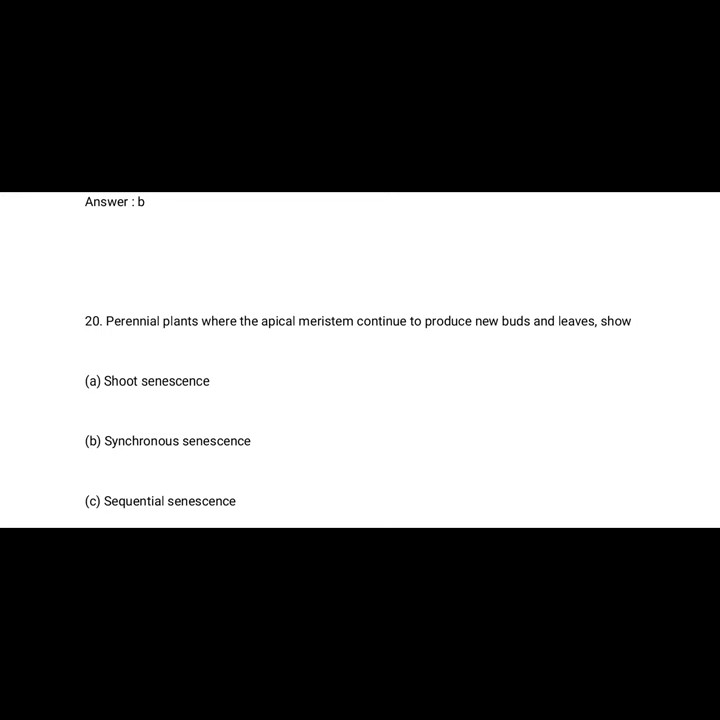 Answer : b
20. Perennial plants where the apical meristem continue to produce new buds and leaves, show
(a) Shoot senescence
(b) Synchronous senescence
(c) Sequential senescence